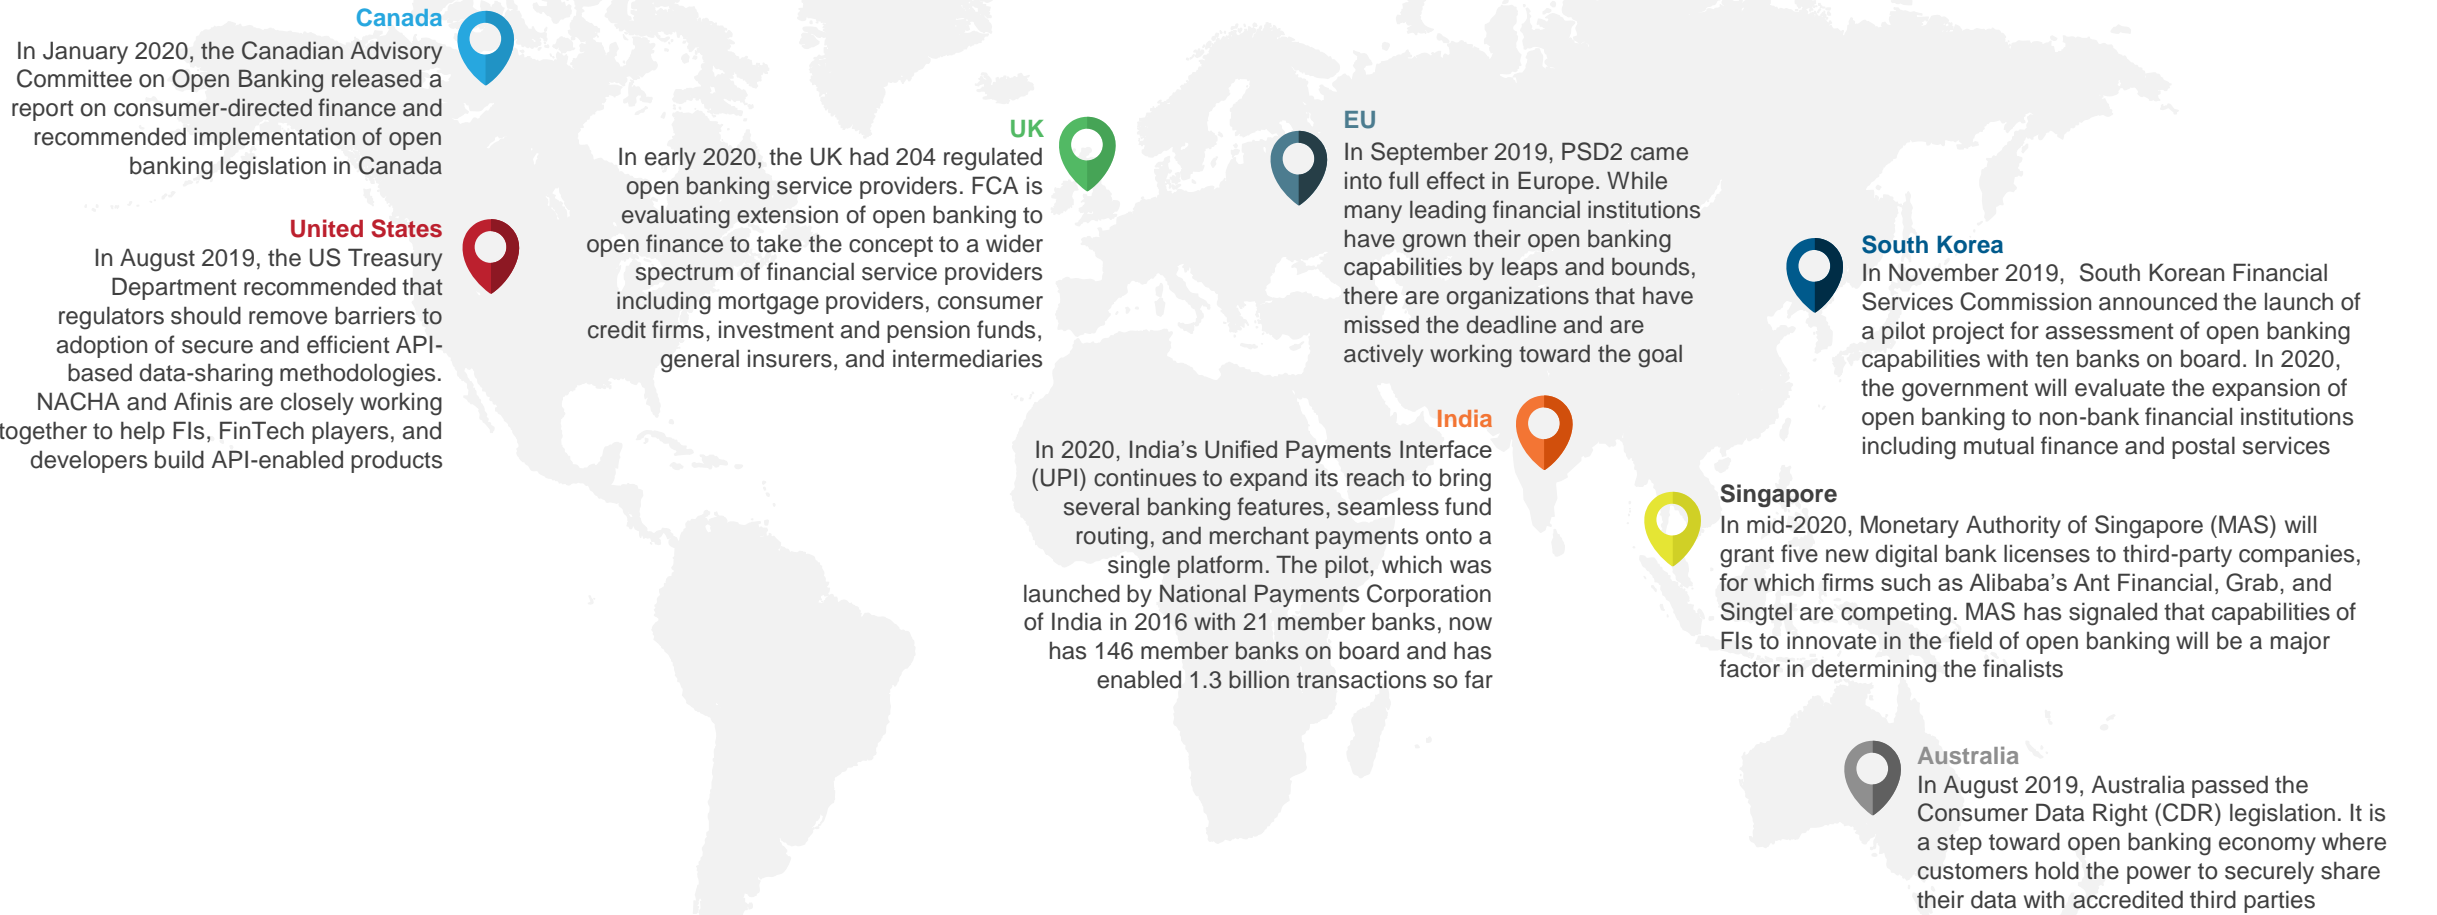 Canada
In January 2020, the Canadian Advisory
Committee on Open Banking released a
report on consumer-directed finance and
recommended implementation of open
banking legislation in Canada
United States
In August 2019, the US Treasury
Department recommended that
regulators should remove barriers to
adoption of secure and efficient API-
based data-sharing methodologies.
NACHA and Afinis are closely working
together to help FIs, FinTech players, and
developers build API-enabled products
UK
In early 2020, the UK had 204 regulated
open banking service providers. FCA is
evaluating extension of open banking to
open finance to take the concept to a wider
spectrum of financial service providers
including mortgage providers, consumer
credit firms, investment and pension funds,
general insurers, and intermediaries
EU
In September 2019, PSD2 came
into full effect in Europe. While
many leading financial institutions
have grown their open banking
capabilities by leaps and bounds,
there are organizations that have
missed the deadline and are
actively working toward the goal
India
In 2020, India's Unified Payments Interface
(UPI) continues to expand its reach to bring
several banking features, seamless fund
routing, and merchant payments onto a
single platform. The pilot, which was
launched by National Payments Corporation
of India in 2016 with 21 member banks, now
has 146 member banks on board and has
enabled 1.3 billion transactions so far
South Korea
In November 2019,  South Korean Financial
Services Commission announced the launch of
a pilot project for assessment of open banking
capabilities with ten banks on board. In 2020,
the government will evaluate the expansion of
open banking to non-bank financial institutions
including mutual finance and postal services
Singapore
In mid-2020, Monetary Authority of Singapore (MAS) will
grant five new digital bank licenses to third-party companies,
for which firms such as Alibaba's Ant Financial, Grab, and
Singtel are competing. MAS has signaled that capabilities of
FIs to innovate in the field of open banking will be a major
factor in determining the finalists
Australia
In August 2019, Australia passed the
Consumer Data Right (CDR) legislation. It is
a step toward open banking economy where
customers hold the power to securely share
their data with accredited third parties